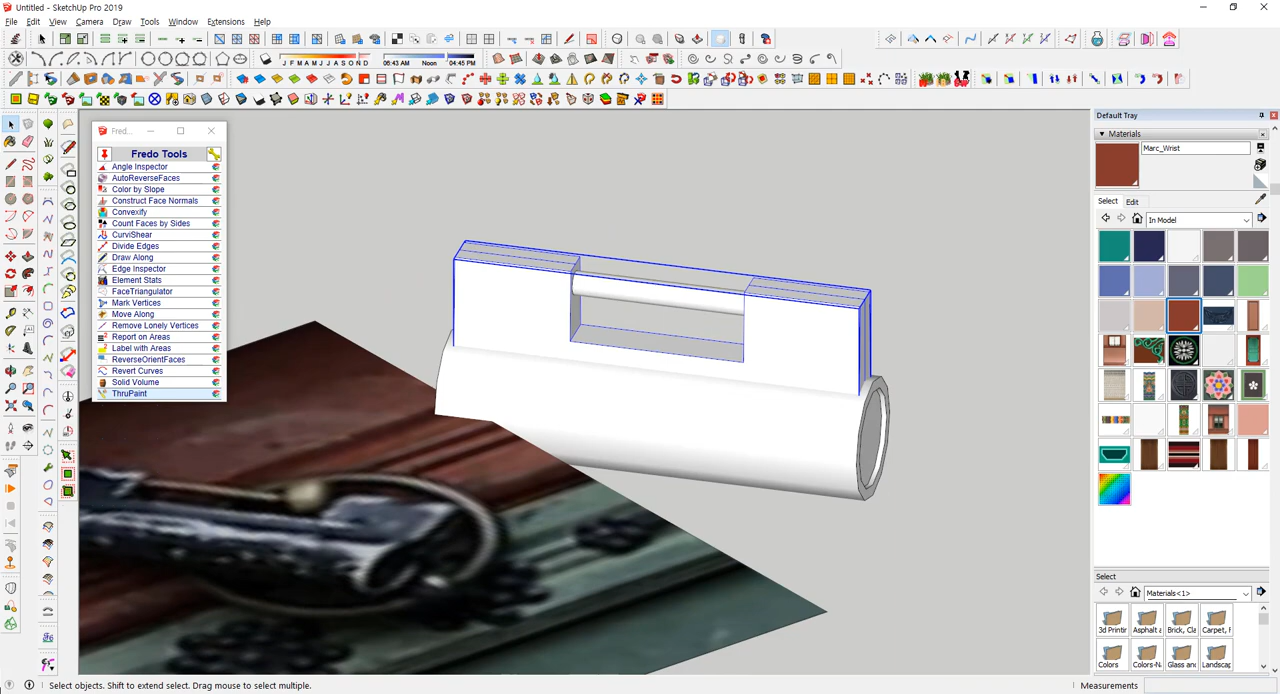 Untitled - SketchUp Pro 2019
File Edit View Camera Draw Tools Window Extensions Help
J F M A M J J A S O N D
06:43 AM Noon 04:45 PM
Fred...
Fredo Tools
Angle Inspector
AutoReverseFaces
Color by Slope
Construct Face Normals
Convexify
Count Faces by Sides
CurviShear
Divide Edges
Draw Along
Edge Inspector
Element Stats
FaceTriangulator
Mark Vertices
Move Along
Remove Lonely Vertices
Report on Areas
Label with Areas
ReverseOrientFaces
Revert Curves
Solid Volume
ThruPaint
Default Tray
Materials
Marc_Wrist
Select Edit
In Model
Select
Materials<1>
3d Printir Asphalt a Brick, Cla Carpet, F
Colors Colors-N Glass an Landscap
Select objects. Shift to extend select. Drag mouse to select multiple.
Measurements